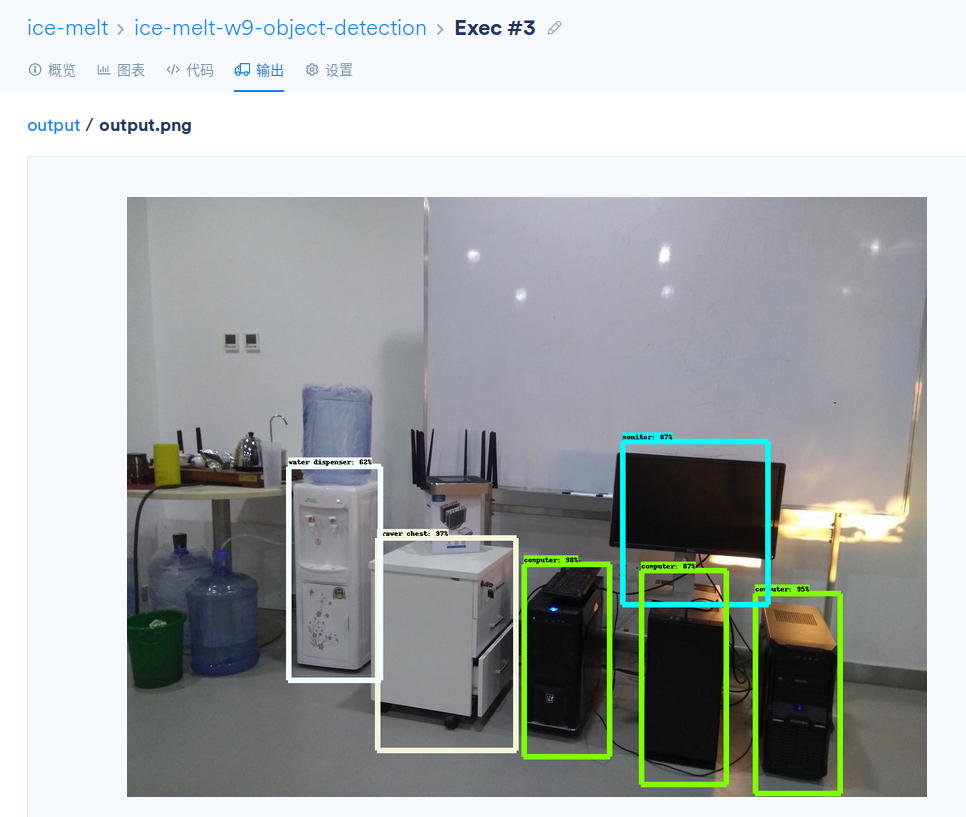 ice-melt > ice-melt-w9-object-detection > Exec #3
概览 图表 代码 输出 设置
output / output.png
monitor: 87%
water dispenser: 62%
rawer chest: 97%
computer: 98%
computer: 87%
computer: 95%